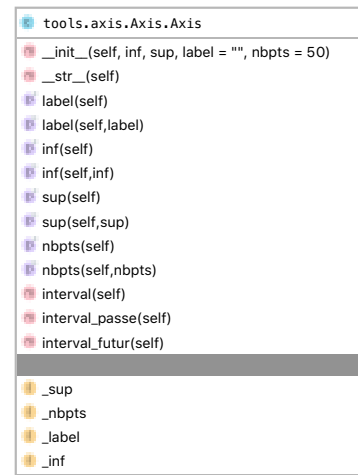 tools.axis.Axis.Axis
__init__(self, inf, sup, label = "", nbpts = 50)
__str__(self)
label(self)
label(self,label)
inf(self)
inf(self,inf)
sup(self)
sup(self,sup)
nbpts(self)
nbpts(self,nbpts)
interval(self)
interval_passe(self)
interval_futur(self)
_sup
_nbpts
_label
_inf